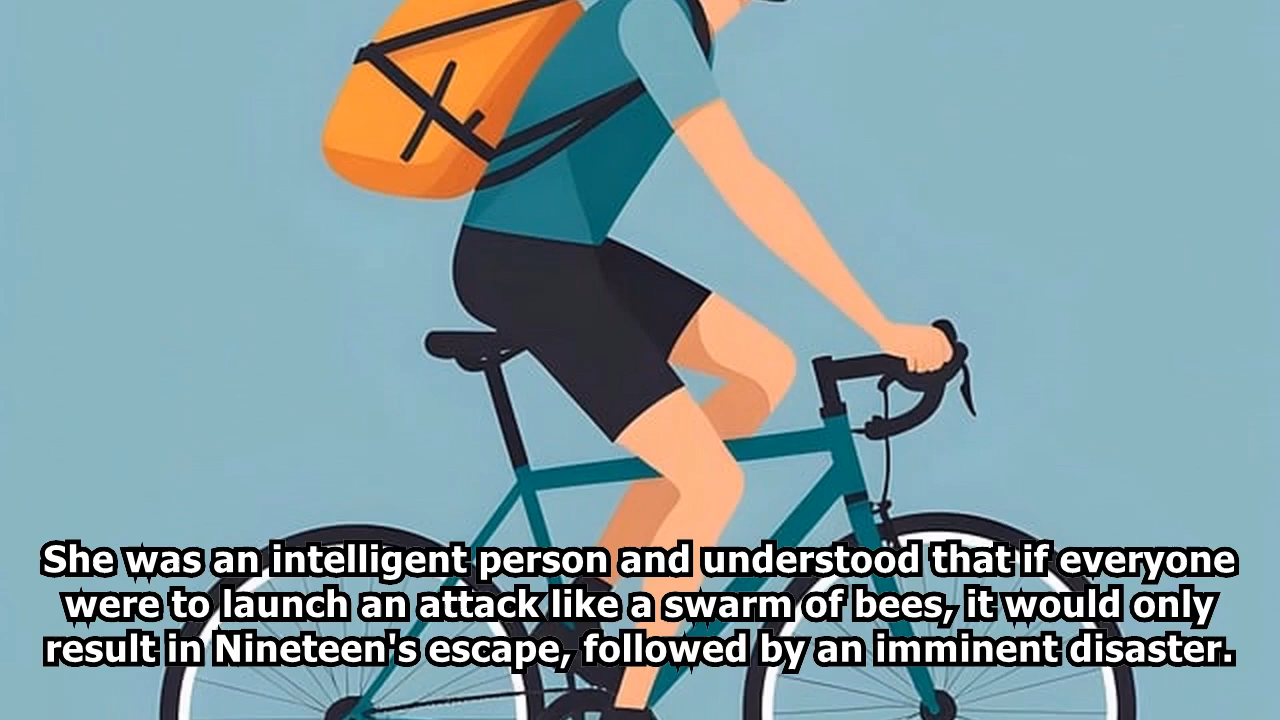 She was an intelligent person and understood that if everyone
were to launch an attack like a swarm of bees, it would only
result in Nineteen's escape, followed by an imminent disaster.